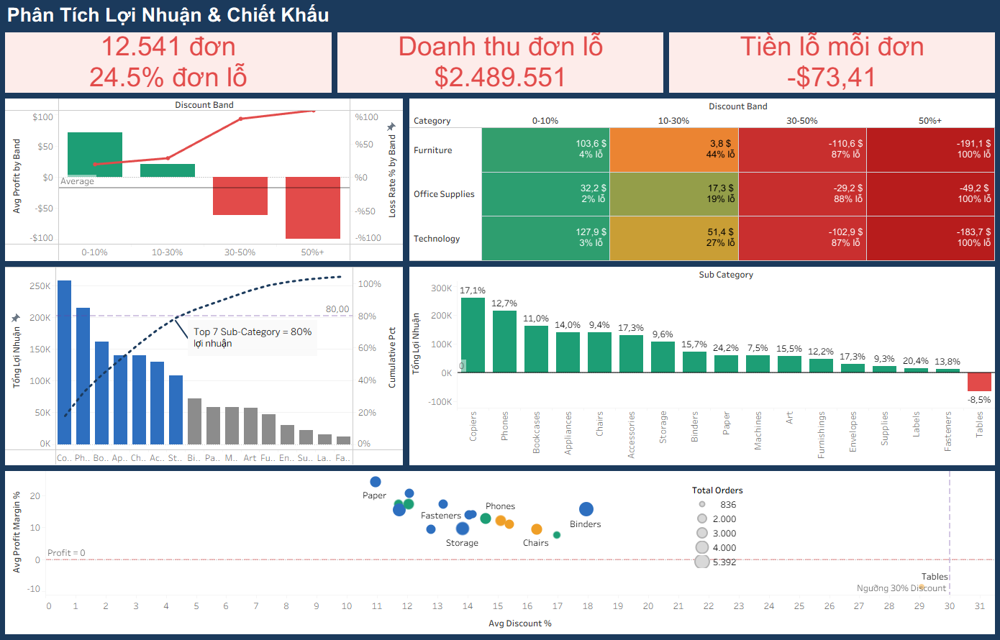 Phân Tích Lợi Nhuận & Chiết Khấu
12.541 đơn
24.5% đơn lỗ
Doanh thu đơn lỗ
$2.489.551
Tiền lỗ mỗi đơn
-$73,41
Discount Band
Avg Profit by Band
$100
$50
$0
-$50
-$100
Average
%100
%50
%0
-%50
-%100
Loss Rate % by Band
0-10%
10-30%
30-50%
50%+
Discount Band
Category
0-10%
10-30%
30-50%
50%+
Furniture
103,6 $
4% lỗ
3,8 $
44% lỗ
-110,6 $
87% lỗ
-191,1 $
100% lỗ
Office Supplies
32,2 $
2% lỗ
17,3 $
19% lỗ
-29,2 $
88% lỗ
-49,2 $
100% lỗ
Technology
127,9 $
3% lỗ
51,4 $
27% lỗ
-102,9 $
87% lỗ
-183,7 $
100% lỗ
Tổng Lợi Nhuận
250K
200K
150K
100K
50K
0K
80,00
Top 7 Sub-Category = 80%
lợi nhuận
100%
80%
60%
40%
20%
0%
Cumulative Pct
Co..
Ph..
Bo..
Ap..
Ch..
Ac..
St..
Bi..
Pa..
M..
Art
Fu..
En..
Su..
La..
Fa..
Sub Category
Tổng Lợi Nhuận
300K
200K
100K
0K
-100K
0
17,1%
12,7%
11,0%
14,0%
9,4%
17,3%
9,6%
15,7%
24,2%
7,5%
15,5%
12,2%
17,3%
9,3%
20,4%
13,8%
-8,5%
Copiers
Phones
Bookcases
Appliances
Chairs
Accessories
Storage
Binders
Paper
Machines
Art
Furnishings
Envelopes
Supplies
Labels
Fasteners
Tables
Avg Profit Margin %
20
10
0
-10
Profit = 0
Paper
Fasteners
Storage
Phones
Chairs
Binders
Total Orders
836
2.000
3.000
4.000
5.392
Tables
Ngưỡng 30% Discount
0
1
2
3
4
5
6
7
8
9
10
11
12
13
14
15
16
17
18
19
20
21
22
23
24
25
26
27
28
29
30
31
Avg Discount %